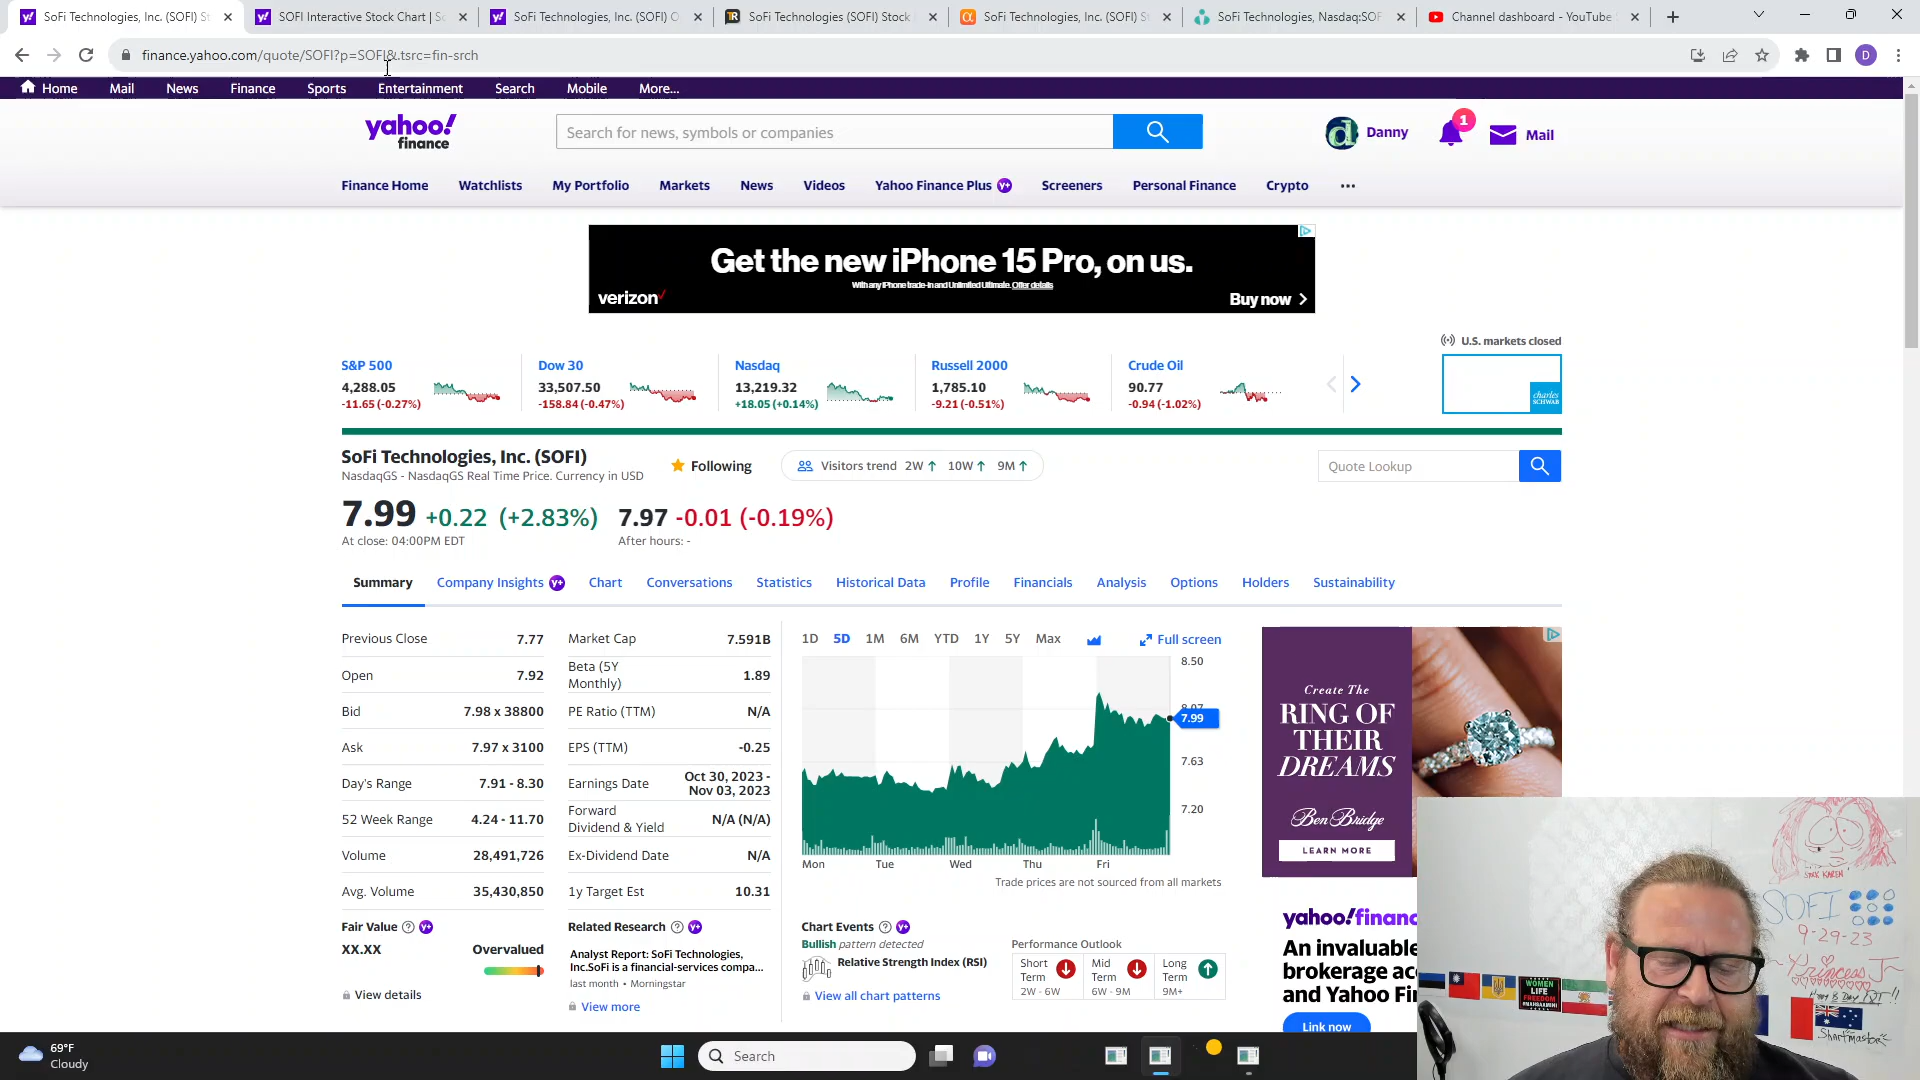 SoFi Technologies, Inc. (SOFI) St
SOFI Interactive Stock Chart | So
SoFi Technologies, Inc. (SOFI) O
SoFi Technologies (SOFI) Stock
SoFi Technologies, Inc. (SOFI) St
SoFi Technologies, Nasdaq:SOF
Channel dashboard - YouTube
finance.yahoo.com/quote/SOFI?p=SOFI&.tsrc=fin-srch
D
Home Mail News Finance Sports Entertainment Search Mobile More...
yahoo!
finance
Search for news, symbols or companies
Danny
1
Mail
Finance Home Watchlists My Portfolio Markets News Videos Yahoo Finance Plus Screeners Personal Finance Crypto ...
Get the new iPhone 15 Pro, on us.
With any iPhone trade-in and Unlimited Ultimate. Offer details
verizon
Buy now
U.S. markets closed
S&P 500 Dow 30 Nasdaq Russell 2000 Crude Oil
4,288.05 33,507.50 13,219.32 1,785.10 90.77
-11.65 (-0.27%) -158.84 (-0.47%) +18.05 (+0.14%) -9.21 (-0.51%) -0.94 (-1.02%)
charles
SCHWAB
SoFi Technologies, Inc. (SOFI)
NasdaqGS - NasdaqGS Real Time Price. Currency in USD
Following
Visitors trend 2W 10W 9M
Quote Lookup
7.99 +0.22 (+2.83%) 7.97 -0.01 (-0.19%)
At close: 04:00PM EDT After hours: -
Summary Company Insights Chart Conversations Statistics Historical Data Profile Financials Analysis Options Holders Sustainability
Previous Close 7.77
Open 7.92
Bid 7.98 x 38800
Ask 7.97 x 3100
Day's Range 7.91 - 8.30
52 Week Range 4.24 - 11.70
Volume 28,491,726
Avg. Volume 35,430,850
Market Cap 7.591B
Beta (5Y
Monthly) 1.89
PE Ratio (TTM) N/A
EPS (TTM) -0.25
Earnings Date Oct 30, 2023 -
Nov 03, 2023
Forward
Dividend & Yield N/A (N/A)
Ex-Dividend Date N/A
1y Target Est 10.31
1D 5D 1M 6M YTD 1Y 5Y Max Full screen
8.50
8.07
7.99
7.63
7.20
Mon Tue Wed Thu Fri
Trade prices are not sourced from all markets
Fair Value
XX.XX Overvalued
View details
Related Research
Analyst Report: SoFi Technologies,
Inc.SoFi is a financial-services compa...
last month • Morningstar
View more
Chart Events
Bullish pattern detected
Relative Strength Index (RSI)
View all chart patterns
Performance Outlook
Short
Term
2W - 6W
Mid
Term
6W - 9M
Long
Term
9M+
Create The
RING OF
THEIR
DREAMS
Ben Bridge
LEARN MORE
yahoo!financ
An invaluable
brokerage ac
and Yahoo Fi
Link now
SOFI
9-29-23
Princess J
WOMEN
LIFE
FREEDOM
69°F
Cloudy
Search